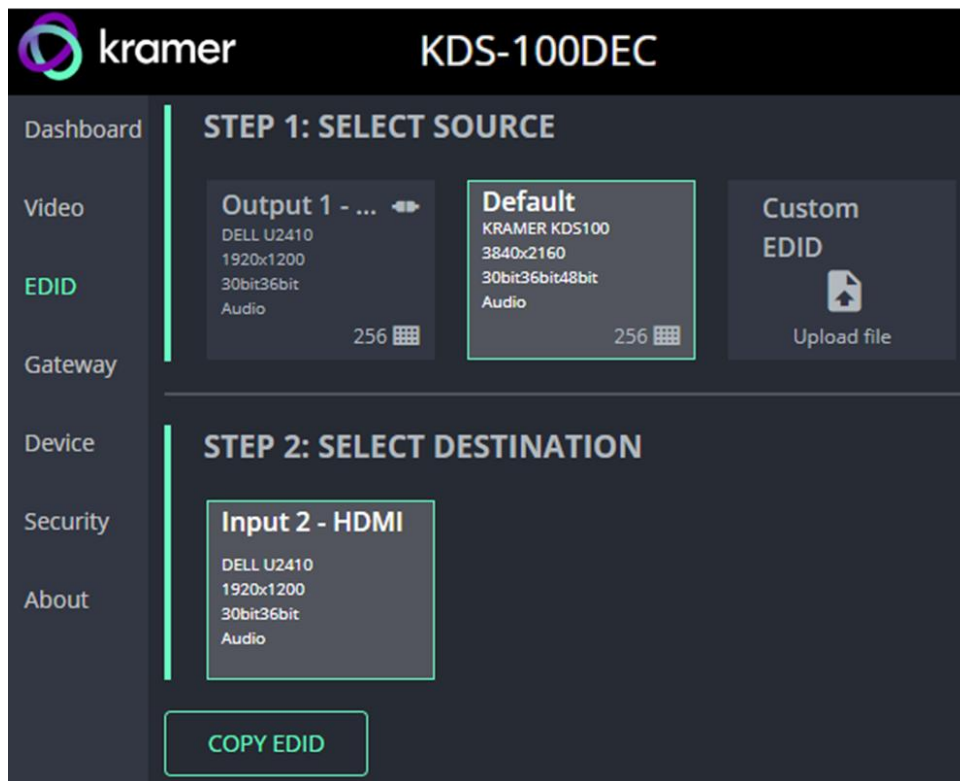 kramer
KDS-100DEC
Dashboard
Video
EDID
Gateway
Device
Security
About
STEP 1: SELECT SOURCE
Output 1 - ...
DELL U2410
1920x1200
30bit36bit
Audio
256
Default
KRAMER KDS100
3840x2160
30bit36bit48bit
Audio
256
Custom
EDID
Upload file
STEP 2: SELECT DESTINATION
Input 2 - HDMI
DELL U2410
1920x1200
30bit36bit
Audio
COPY EDID